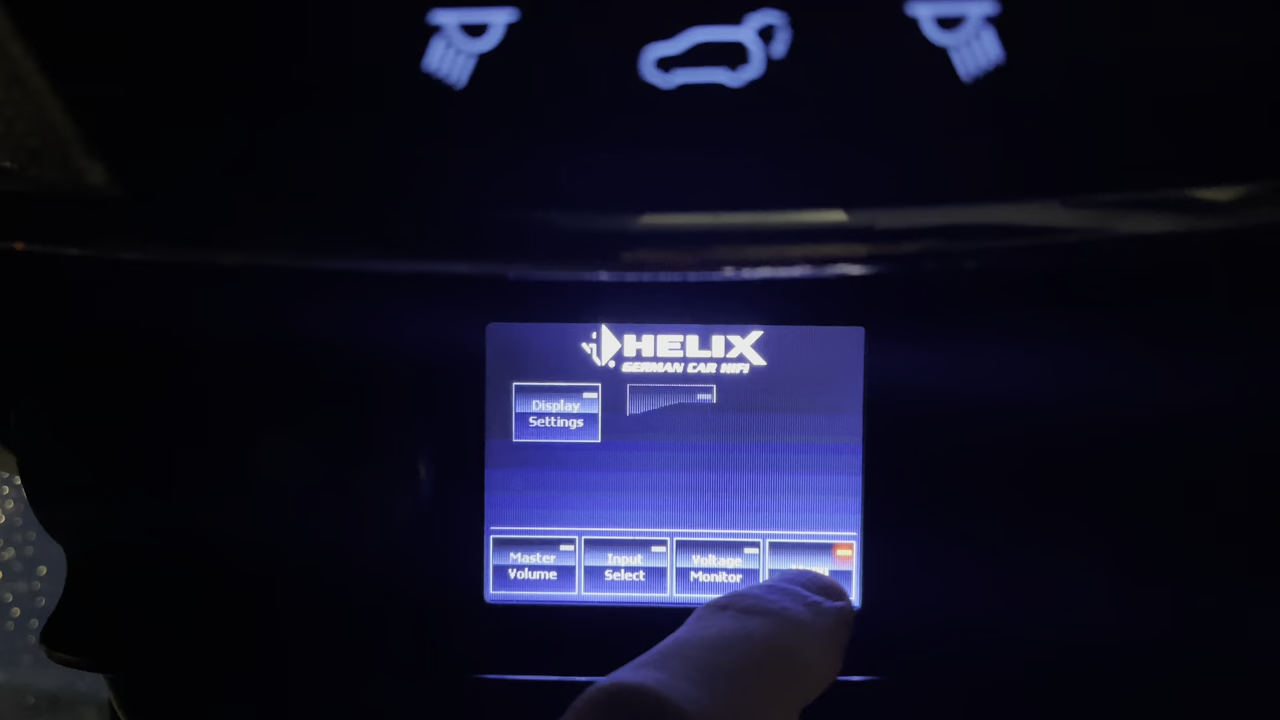 HELIX
GERMAN CAR HIFI
Display
Settings
Master
Volume
Input
Select
Voltage
Monitor